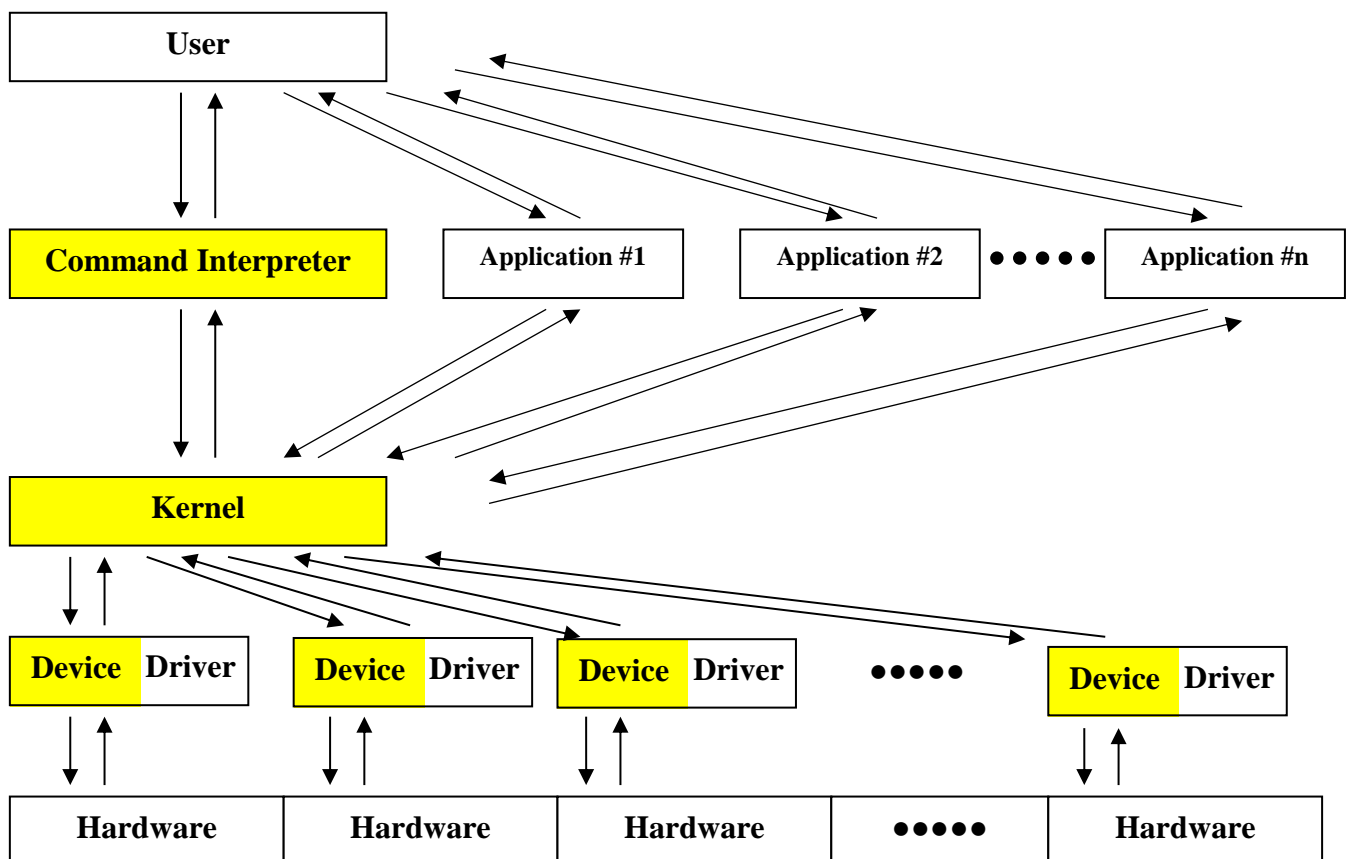 User
Command Interpreter
Application #1
Application #2
●●●●●
Application #n
Kernel
Device Driver
Device Driver
Device Driver
●●●●●
Device Driver
Hardware
Hardware
Hardware
●●●●●
Hardware